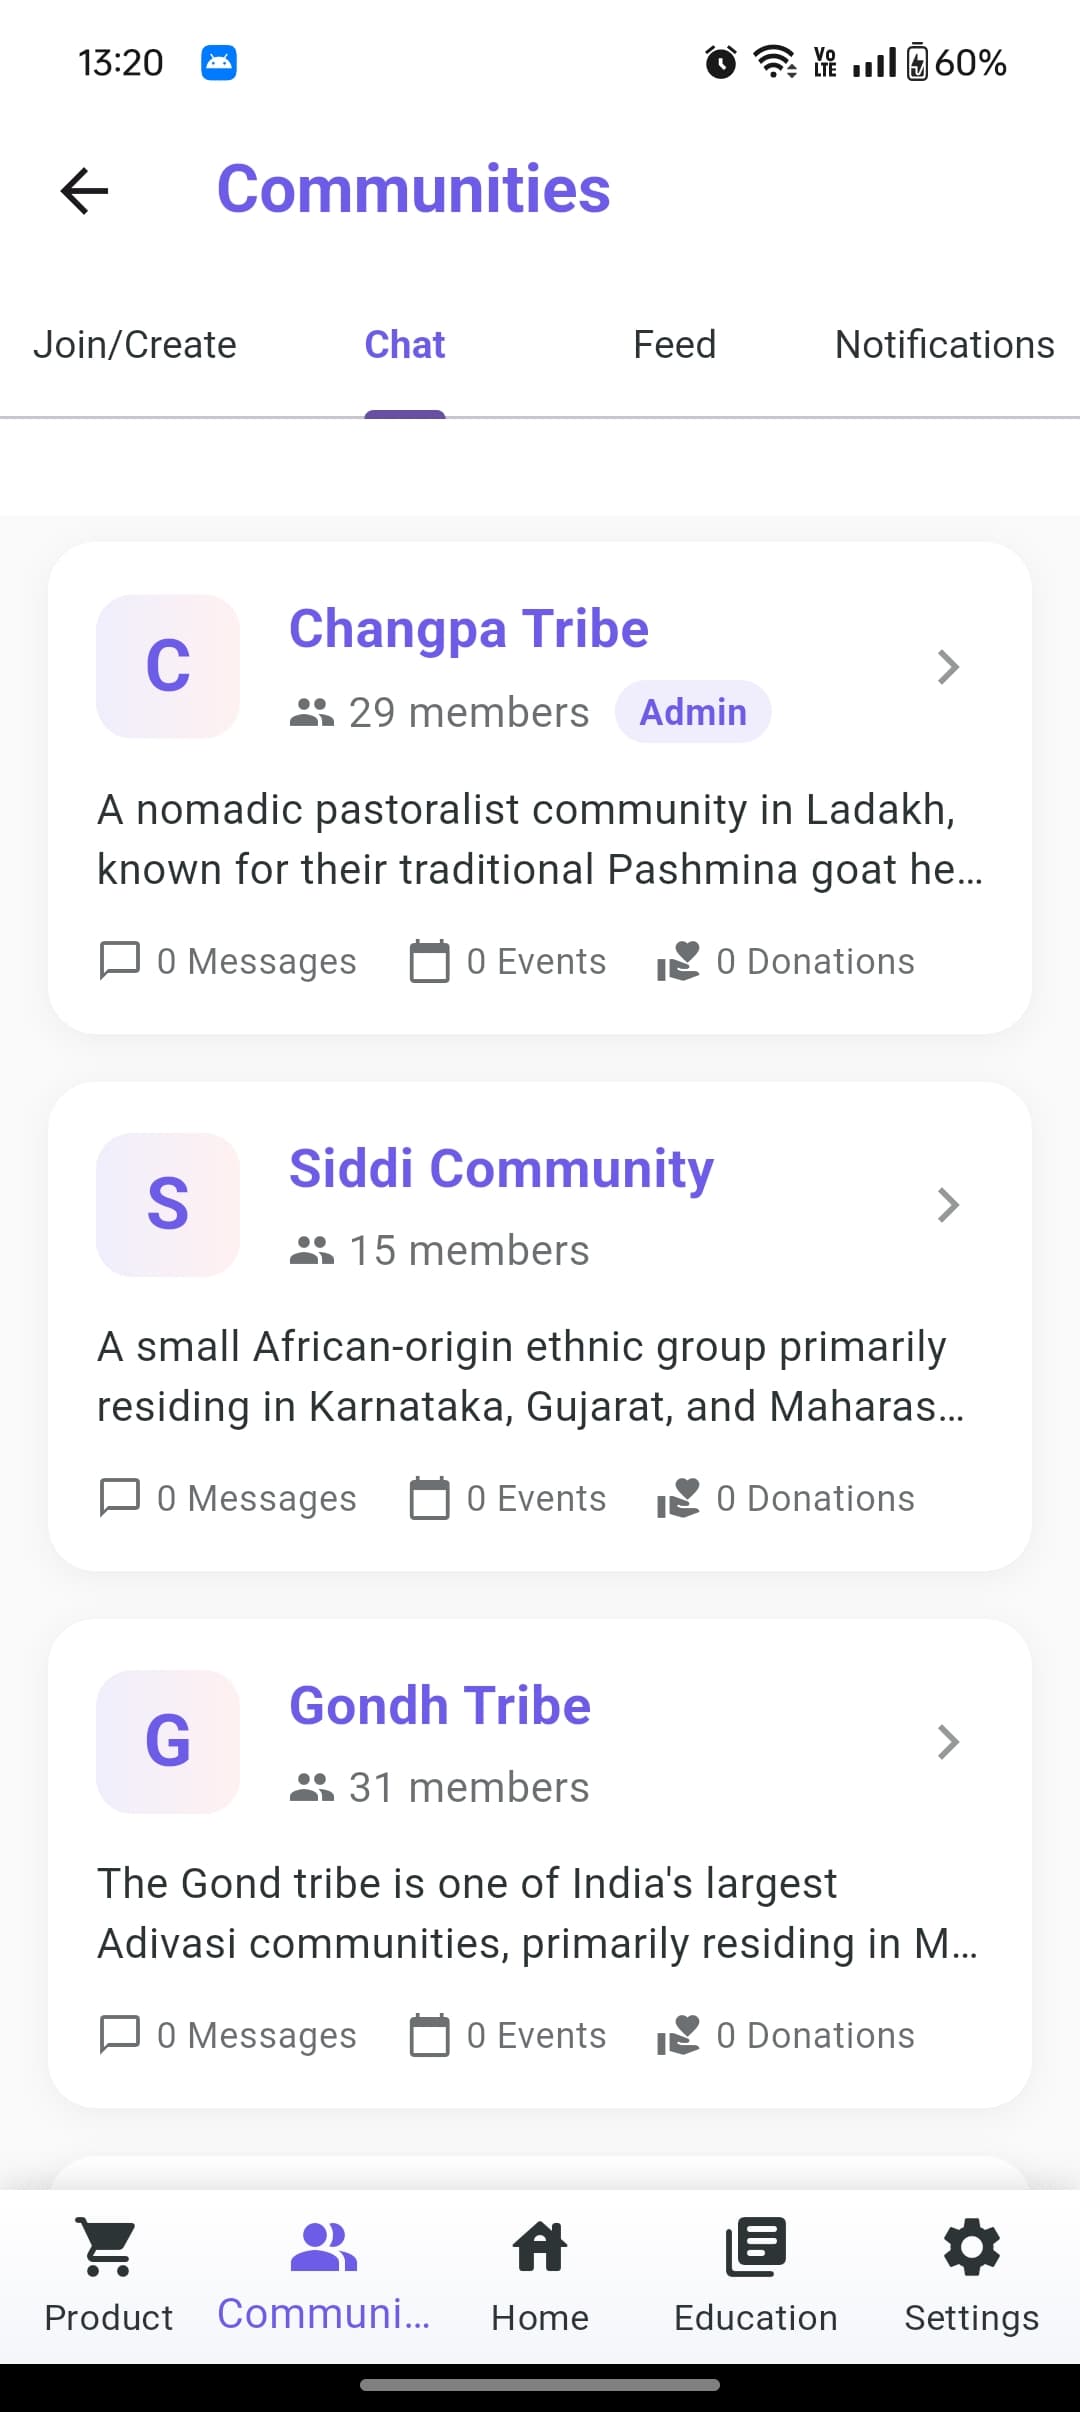 13:20
Vo
LTE
60%
Communities
Join/Create
Chat
Feed
Notifications
C
Changpa Tribe
29 members
Admin
A nomadic pastoralist community in Ladakh,
known for their traditional Pashmina goat he...
0 Messages
0 Events
0 Donations
S
Siddi Community
15 members
A small African-origin ethnic group primarily
residing in Karnataka, Gujarat, and Maharas...
0 Messages
0 Events
0 Donations
G
Gondh Tribe
31 members
The Gond tribe is one of India's largest
Adivasi communities, primarily residing in M...
0 Messages
0 Events
0 Donations
Product
Communi...
Home
Education
Settings